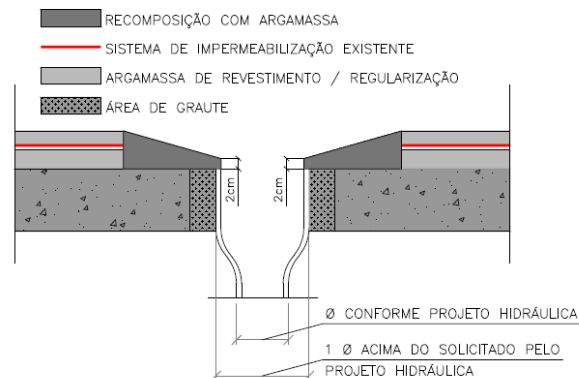 RECOMPOSIÇÃO COM ARGAMASSA
SISTEMA DE IMPERMEABILIZAÇÃO EXISTENTE
ARGAMASSA DE REVESTIMENTO / REGULARIZAÇÃO
ÁREA DE GRAUTE
2cm
2cm
Ø CONFORME PROJETO HIDRÁULICA
1 Ø ACIMA DO SOLICITADO PELO
PROJETO HIDRÁULICA